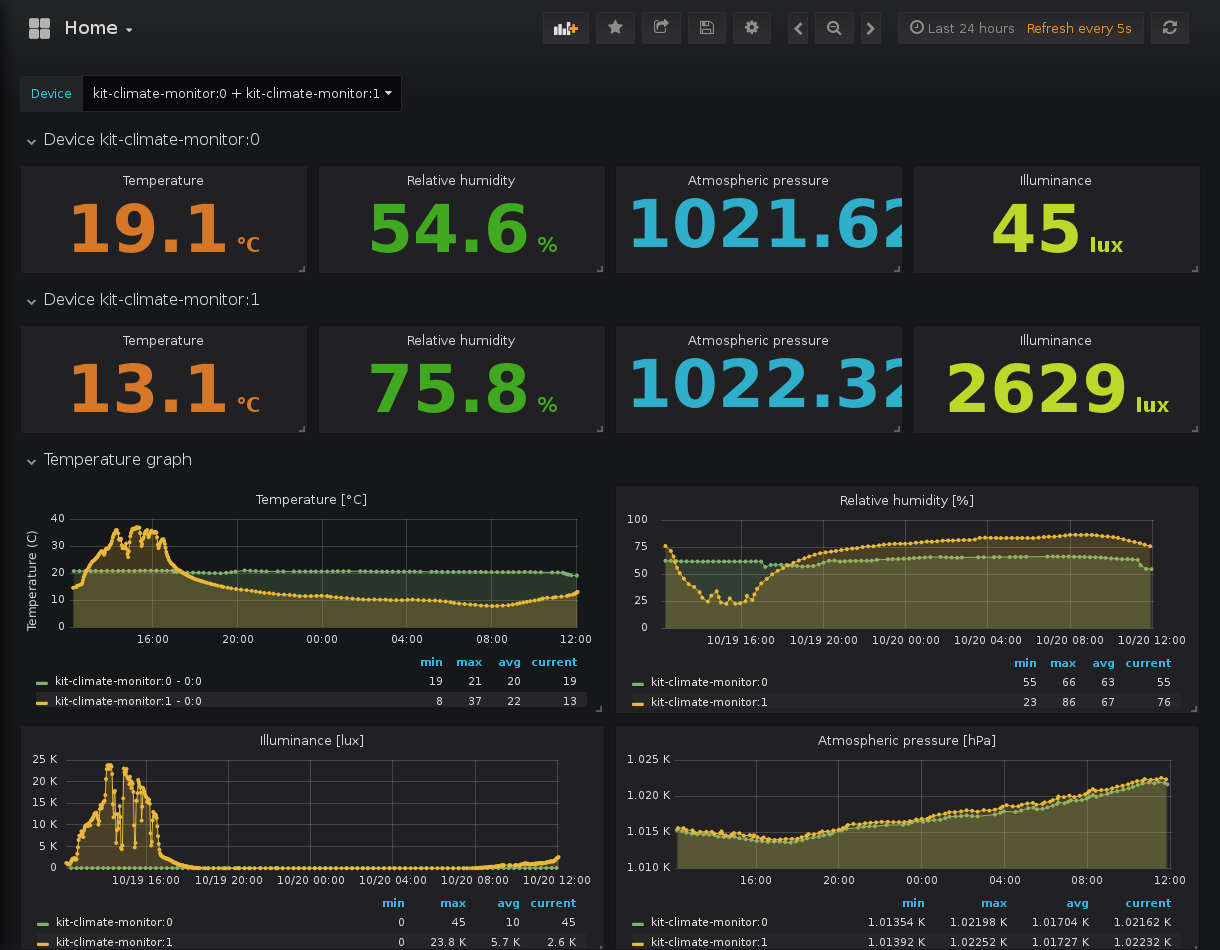 Home
Last 24 hours Refresh every 5s
Device kit-climate-monitor:0 + kit-climate-monitor:1
Device kit-climate-monitor:0
Temperature Relative humidity Atmospheric pressure Illuminance
19.1 °C 54.6 % 1021.62 45 lux
Device kit-climate-monitor:1
Temperature Relative humidity Atmospheric pressure Illuminance
13.1 °C 75.8 % 1022.32 2629 lux
Temperature graph
Temperature [°C]
Temperature (C)
40
30
20
10
0
16:00 20:00 00:00 04:00 08:00 12:00
min max avg current
kit-climate-monitor:0 - 0:0 19 21 20 19
kit-climate-monitor:1 - 0:0 8 37 22 13
Relative humidity [%]
100
75
50
25
0
10/19 16:00 10/19 20:00 10/20 00:00 10/20 04:00 10/20 08:00 10/20 12:00
min max avg current
kit-climate-monitor:0 55 66 63 55
kit-climate-monitor:1 23 86 67 76
Illuminance [lux]
25 K
20 K
15 K
10 K
5 K
0
10/19 16:00 10/19 20:00 10/20 00:00 10/20 04:00 10/20 08:00 10/20 12:00
min max avg current
kit-climate-monitor:0 0 45 10 45
kit-climate-monitor:1 0 23.8 K 5.7 K 2.6 K
Atmospheric pressure [hPa]
1.025 K
1.020 K
1.015 K
1.010 K
16:00 20:00 00:00 04:00 08:00 12:00
min max avg current
kit-climate-monitor:0 1.01354 K 1.02198 K 1.01704 K 1.02162 K
kit-climate-monitor:1 1.01392 K 1.02252 K 1.01727 K 1.02232 K